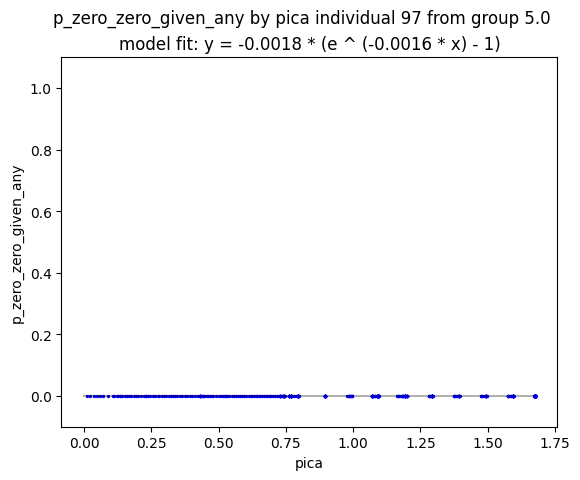 p_zero_zero_given_any by pica individual 97 from group 5.0
model fit: y = -0.0018 * (e ^ (-0.0016 * x) - 1)
p_zero_zero_given_any
1.0
0.8
0.6
0.4
0.2
0.0
0.00 0.25 0.50 0.75 1.00 1.25 1.50 1.75
pica